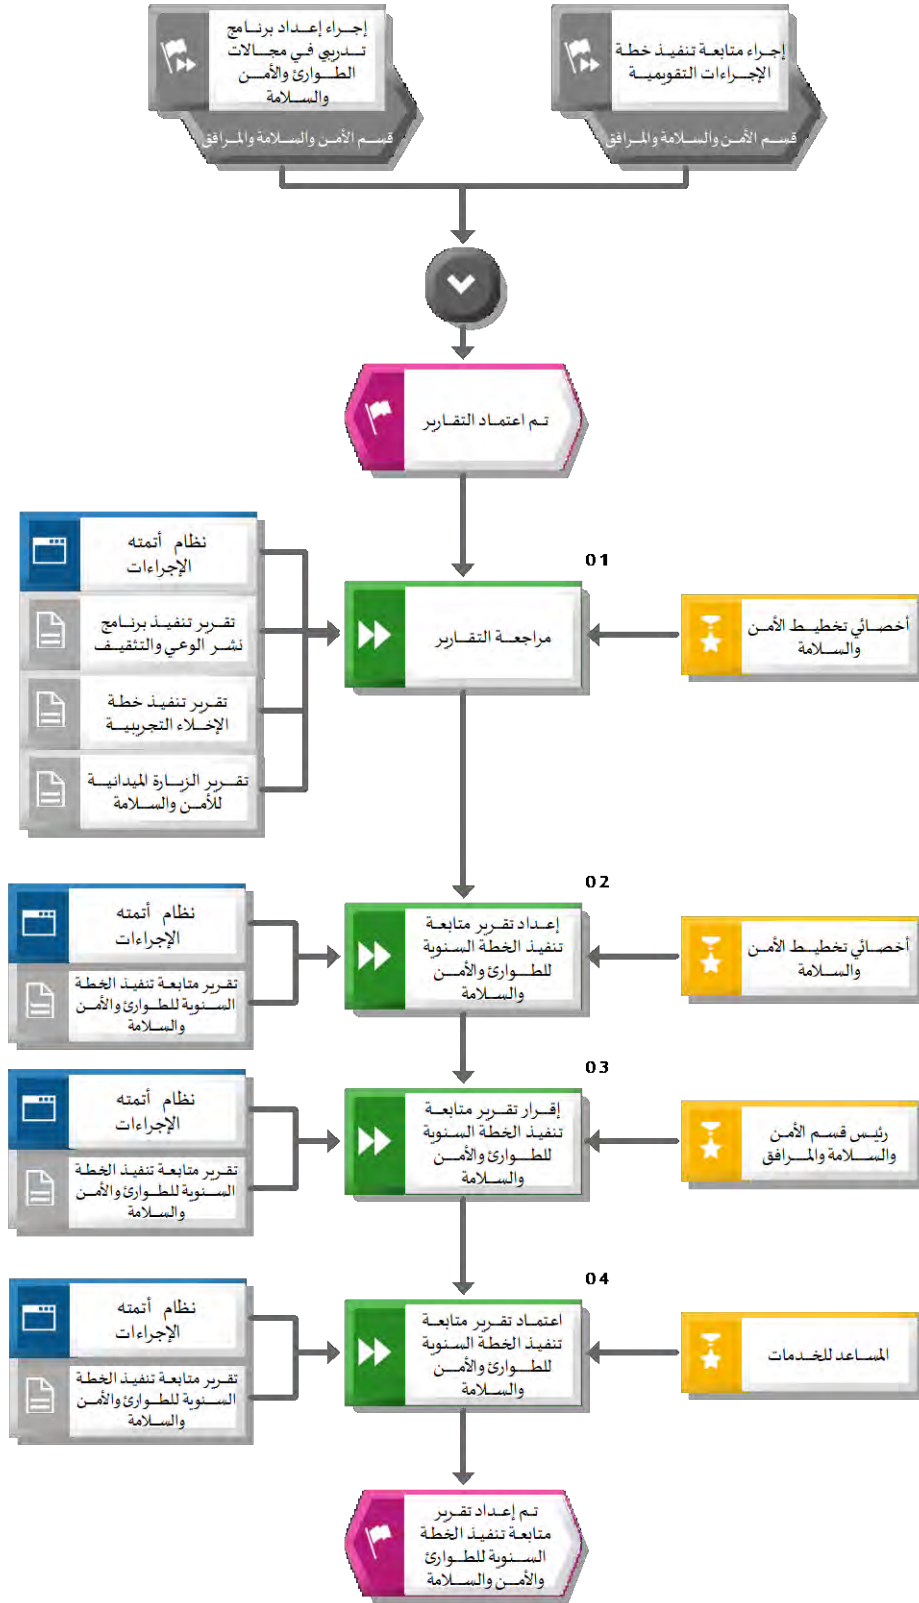 إجراء إعداد برنامج
تدريبي في مجالات
الطوارئ والأمن
والسلامة
قسم الأمن والسلامة والمرافق
إجراء متابعة تنفيذ خطة
الإجراءات التقويمية
قسم الأمن والسلامة والمرافق
تم اعتماد التقارير
01
أخصائي تخطيط الأمن
والسلامة
مراجعة التقارير
نظام أتمته
الإجراءات
تقرير تنفيذ برنامج
نشر الوعي والتثقيف
تقرير تنفيذ خطة
الإخلاء التجريبية
تقرير الزيارة الميدانية
للأمن والسلامة
02
أخصائي تخطيط الأمن
والسلامة
إعداد تقرير متابعة
تنفيذ الخطة السنوية
للطوارئ والأمن
والسلامة
نظام أتمته
الإجراءات
تقرير متابعة تنفيذ الخطة
السنوية للطوارئ والأمن
والسلامة
03
رئيس قسم الأمن
والسلامة والمرافق
إقرار تقرير متابعة
تنفيذ الخطة السنوية
للطوارئ والأمن
والسلامة
نظام أتمته
الإجراءات
تقرير متابعة تنفيذ الخطة
السنوية للطوارئ والأمن
والسلامة
04
المساعد للخدمات
اعتماد تقرير متابعة
تنفيذ الخطة السنوية
للطوارئ والأمن
والسلامة
نظام أتمته
الإجراءات
تقرير متابعة تنفيذ الخطة
السنوية للطوارئ والأمن
والسلامة
تم إعداد تقرير
متابعة تنفيذ الخطة
السنوية للطوارئ
والأمن والسلامة